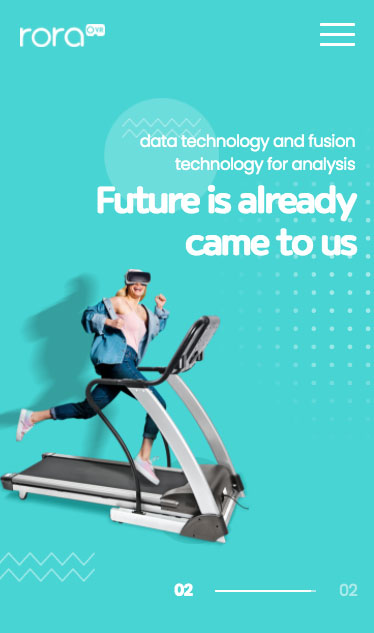 rora
data technology and fusion
technology for analysis
Future is already
came to us
02
02